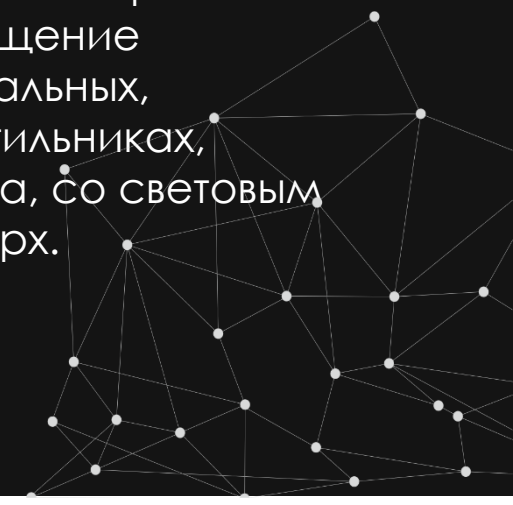 щение
альных,
тильниках,
а, со световым
рх.